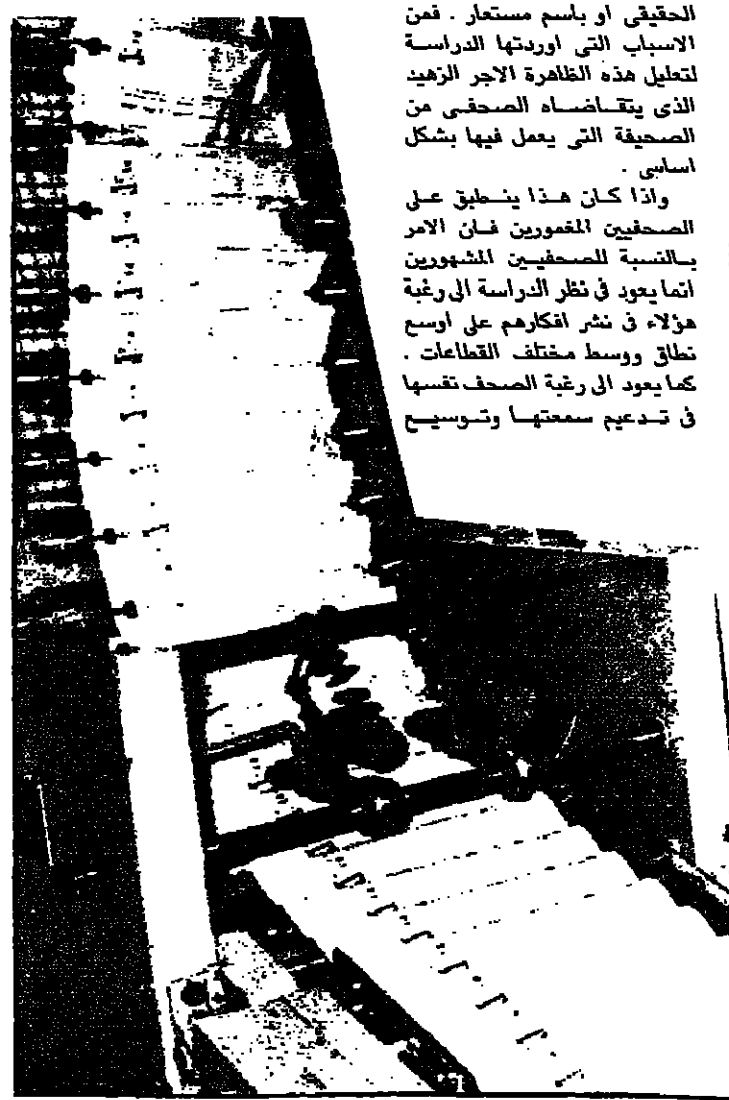 الحقيقى او باسم مستعار . فمن
الاسباب التى اوردتها الدراسة
لتعليل هذه الظاهرة الاجر الزهيد
الذى يتقاضاه الصحفى من
الصحيفة التى يعمل فيها بشكل
اساسى .
واذا كان هذا ينطبق على
الصحفيين المغمورين فان الامر
بالنسبة للصحفيين المشهورين
انما يعود فى نظر الدراسة الى رغبة
هؤلاء فى نشر افكارهم على اوسع
نطاق ووسط مختلف القطاعات .
كما يعود الى رغبة الصحف نفسها
فى تدعيم سمعتها وتوسيع